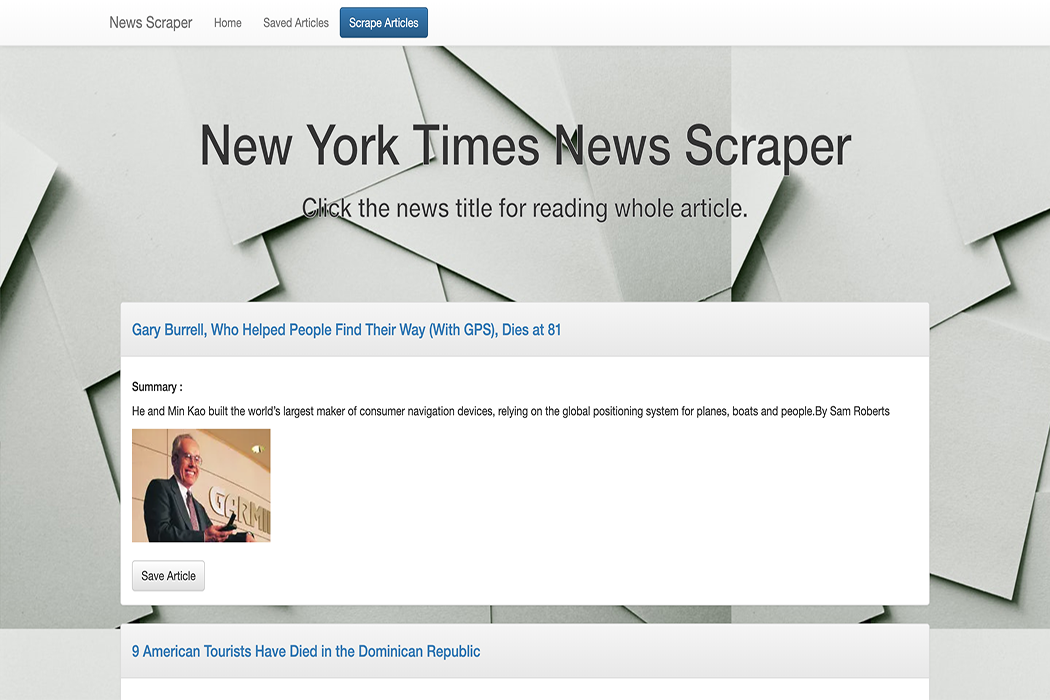 News Scraper Home Saved Articles Scrape Articles
New York Times News Scraper
Click the news title for reading whole article.
Gary Burrell, Who Helped People Find Their Way (With GPS), Dies at 81
Summary :
He and Min Kao built the world's largest maker of consumer navigation devices, relying on the global positioning system for planes, boats and people.By Sam Roberts
GARMI
Save Article
9 American Tourists Have Died in the Dominican Republic